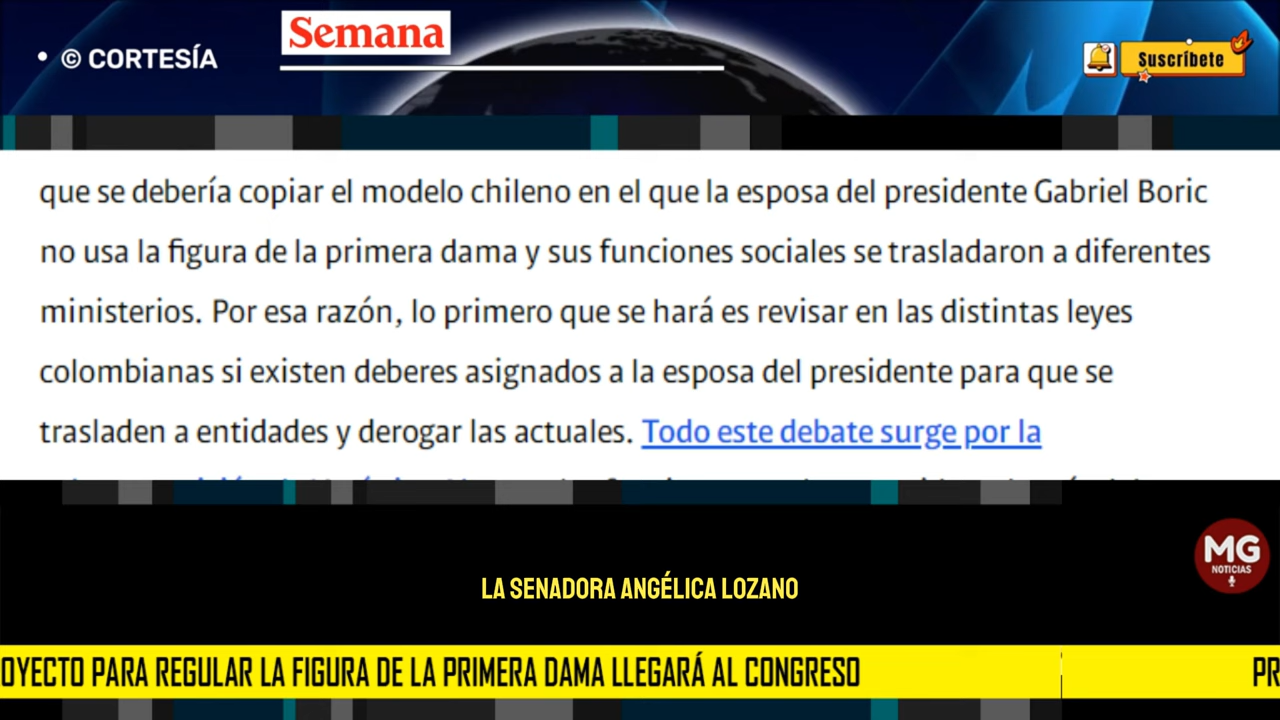 • © CORTESÍA
Semana
Suscríbete
que se debería copiar el modelo chileno en el que la esposa del presidente Gabriel Boric
no usa la figura de la primera dama y sus funciones sociales se trasladaron a diferentes
ministerios. Por esa razón, lo primero que se hará es revisar en las distintas leyes
colombianas si existen deberes asignados a la esposa del presidente para que se
trasladen a entidades y derogar las actuales. Todo este debate surge por la
MG
NOTICIAS
LA SENADORA ANGÉLICA LOZANO
OYECTO PARA REGULAR LA FIGURA DE LA PRIMERA DAMA LLEGARÁ AL CONGRESO
PR